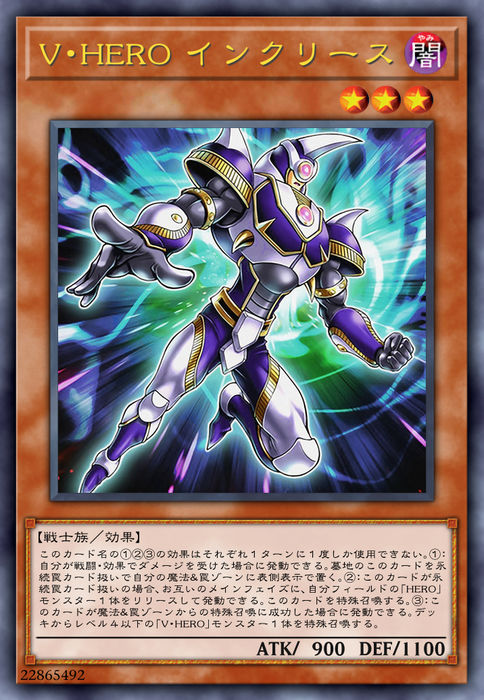 V・HERO インクリース
やみ
闇
【戦士族／効果】
このカード名の①②③の効果はそれぞれ１ターンに１度しか使用できない。①：
自分が戦闘・効果でダメージを受けた場合に発動できる。墓地のこのカードを永
続罠カード扱いで自分の魔法&罠ゾーンに表側表示で置く。②：このカードが永
続罠カード扱いの場合、お互いのメインフェイズに、自分フィールドの「HERO」
モンスター１体をリリースして発動できる。このカードを特殊召喚する。③：こ
のカードが魔法&罠ゾーンからの特殊召喚に成功した場合に発動できる。デッ
キからレベル４以下の「V・HERO」モンスター１体を特殊召喚する。
ATK/ 900 DEF/1100
22865492